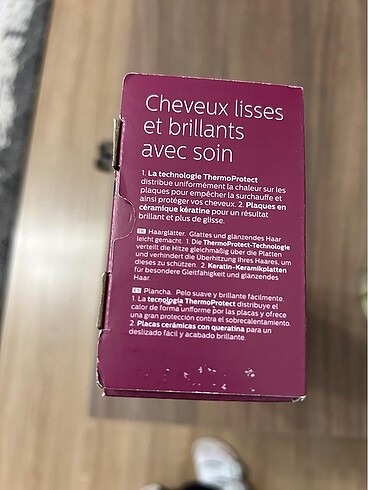 Cheveux lisses
et brillants
avec soin
1. La technologie ThermoProtect
distribue uniformément la chaleur sur les
plaques pour empêcher la surchauffe et
ainsi protéger vos cheveux. 2. Plaques en
céramique kératine pour un résultat
brillant et plus de glisse.
DE Haarglätter. Glattes und glänzendes Haar
leicht gemacht. 1. Die ThermoProtect-Technologie
verteilt die Hitze gleichmäßig über die Platten
und verhindert die Überhitzung Ihres Haares, um
dieses zu schützen. 2. Keratin-Keramikplatten
für besondere Gleitfähigkeit und glänzendes
Haar
ES Plancha. Pelo suave y brillante fácilmente.
1. La tecnología ThermoProtect distribuye el
calor de forma uniforme por las placas y ofrece
una gran protección contra el sobrecalentamiento.
2. Placas cerámicas con queratina para un
deslizado fácil y acabado brillante.